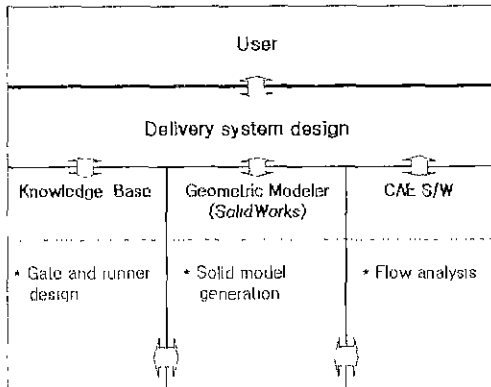 User
Delivery system design
Knowledge Base
Geometric Modeler
(SolidWorks)
CAE S/W
* Gate and runner
design
* Solid model
generation
* Flow analysis